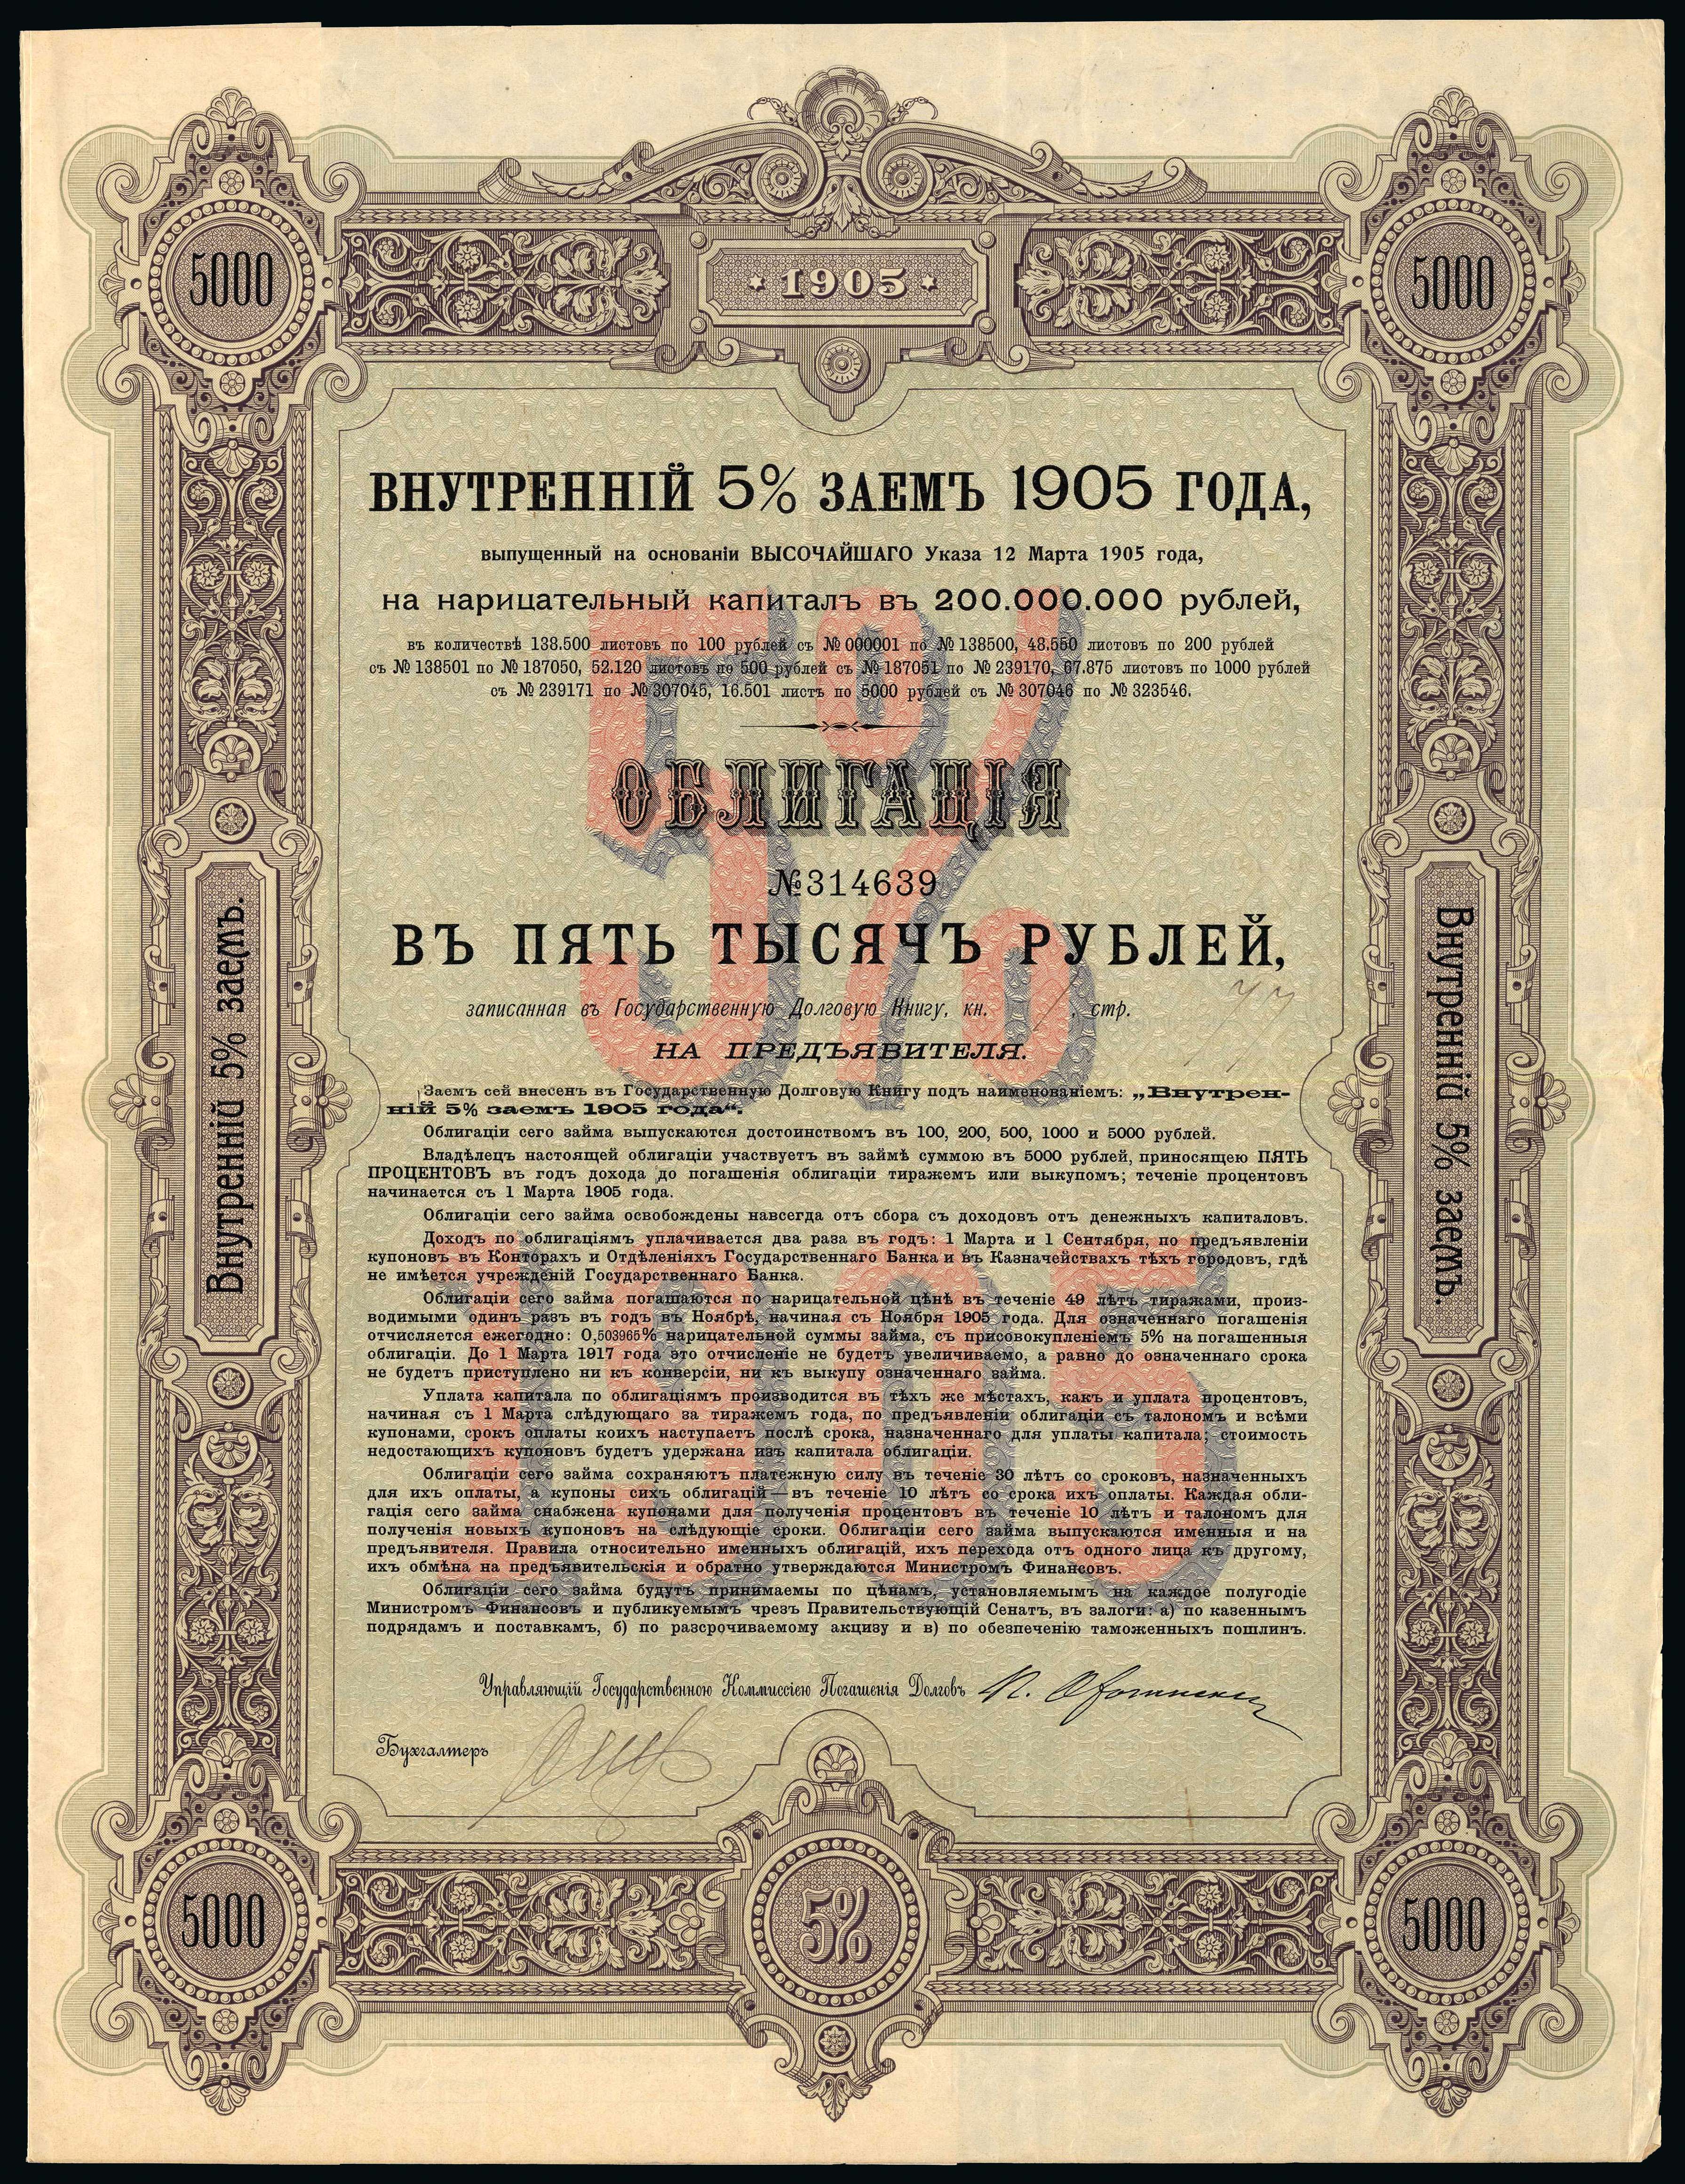 1905
5000
5000
ВНУТРЕННІЙ 5% ЗАЕМЪ 1905 ГОДА,
выпущенный на основаніи ВЫСОЧАЙШАГО Указа 12 Марта 1905 года,
на нарицательный капиталъ въ 200.000.000 рублей,
въ количествѣ 138.500 листовъ по 100 рублей съ № 000001 по № 138500, 48.550 листовъ по 200 рублей
съ № 138501 по № 187050, 52.120 листовъ по 500 рублей съ № 187051 по № 239170, 67.875 листовъ по 1000 рублей
съ № 239171 по № 307045, 16.501 листъ по 5000 рублей съ № 307046 по № 323546.
5%
ОБЛИГАЦІЯ
№314639
ВЪ ПЯТЬ ТЫСЯЧЪ РУБЛЕЙ,
записанная въ Государственную Долговую Книгу, кн. , стр.
НА ПРЕДЪЯВИТЕЛЯ.
Заемъ сей внесенъ въ Государственную Долговую Книгу подъ наименованіемъ: „Внутрен-
ній 5% заемъ 1905 года“.
Облигаціи сего займа выпускаются достоинствомъ въ 100, 200, 500, 1000 и 5000 рублей.
Владѣлецъ настоящей облигаціи участвуетъ въ займѣ суммою въ 5000 рублей, приносящею ПЯТЬ
ПРОЦЕНТОВЪ въ годъ дохода до погашенія облигаціи тиражемъ или выкупомъ; теченіе процентовъ
начинается съ 1 Марта 1905 года.
Облигаціи сего займа освобождены навсегда отъ сбора съ доходовъ отъ денежныхъ капиталовъ.
Доходъ по облигаціямъ уплачивается два раза въ годъ: 1 Марта и 1 Сентября, по предъявленіи
купоновъ въ Конторахъ и Отдѣленіяхъ Государственнаго Банка и въ Казначействахъ тѣхъ городовъ, гдѣ
не имѣется учрежденій Государственнаго Банка.
Облигаціи сего займа погашаются по нарицательной цѣнѣ въ теченіе 49 лѣтъ тиражами, произ-
водимыми одинъ разъ въ годъ въ Ноябрѣ, начиная съ Ноября 1905 года. Для означеннаго погашенія
отчисляется ежегодно: 0,503965% нарицательной суммы займа, съ присовокупленіемъ 5% на погашенныя
облигаціи. До 1 Марта 1917 года это отчисленіе не будетъ увеличиваемо, а равно до означеннаго срока
не будетъ приступлено ни къ конверсіи, ни къ выкупу означеннаго займа.
Уплата капитала по облигаціямъ производится въ тѣхъ же мѣстахъ, какъ и уплата процентовъ,
начиная съ 1 Марта слѣдующаго за тиражемъ года, по предъявленіи облигаціи съ талономъ и всѣми
купонами, срокъ оплаты коихъ наступаетъ послѣ срока, назначеннаго для уплаты капитала; стоимость
недостающихъ купоновъ будетъ удержана изъ капитала облигаціи.
Облигаціи сего займа сохраняютъ платежную силу въ теченіе 30 лѣтъ со сроковъ, назначенныхъ
для ихъ оплаты, а купоны сихъ облигацій — въ теченіе 10 лѣтъ со срока ихъ оплаты. Каждая обли-
гація сего займа снабжена купонами для полученія процентовъ въ теченіе 10 лѣтъ и талономъ для
полученія новыхъ купоновъ на слѣдующіе сроки. Облигаціи сего займа выпускаются именныя и на
предъявителя. Правила относительно именныхъ облигацій, ихъ перехода отъ одного лица къ другому,
ихъ обмѣна на предъявительскія и обратно утверждаются Министромъ Финансовъ.
Облигаціи сего займа будутъ принимаемы по цѣнамъ, установляемымъ на каждое полугодіе
Министромъ Финансовъ и публикуемымъ чрезъ Правительствующій Сенатъ, въ залоги: а) по казеннымъ
подрядамъ и поставкамъ, б) по разсрочиваемому акцизу и в) по обезпеченію таможенныхъ пошлинъ.
1905
Управляющій Государственною Коммиссіею Погашенія Долговъ
Бухгалтеръ
Внутренній 5% заемъ.
Внутренній 5% заемъ.
5000
5%
5000